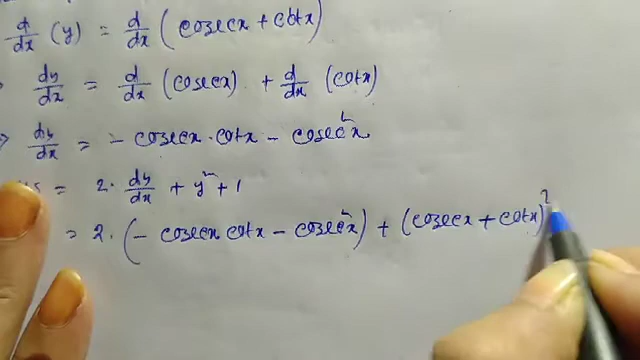 d/dx (y) = d/dx (cosecx + cotx)
dy/dx = d/dx (cosecx) + d/dx (cotx)
⇒ dy/dx = - cosecx·cotx - cosec²x
= 2· dy/dx + y² + 1
= 2· (- cosecx cotx - cosec²x) + (cosecx + cotx)²